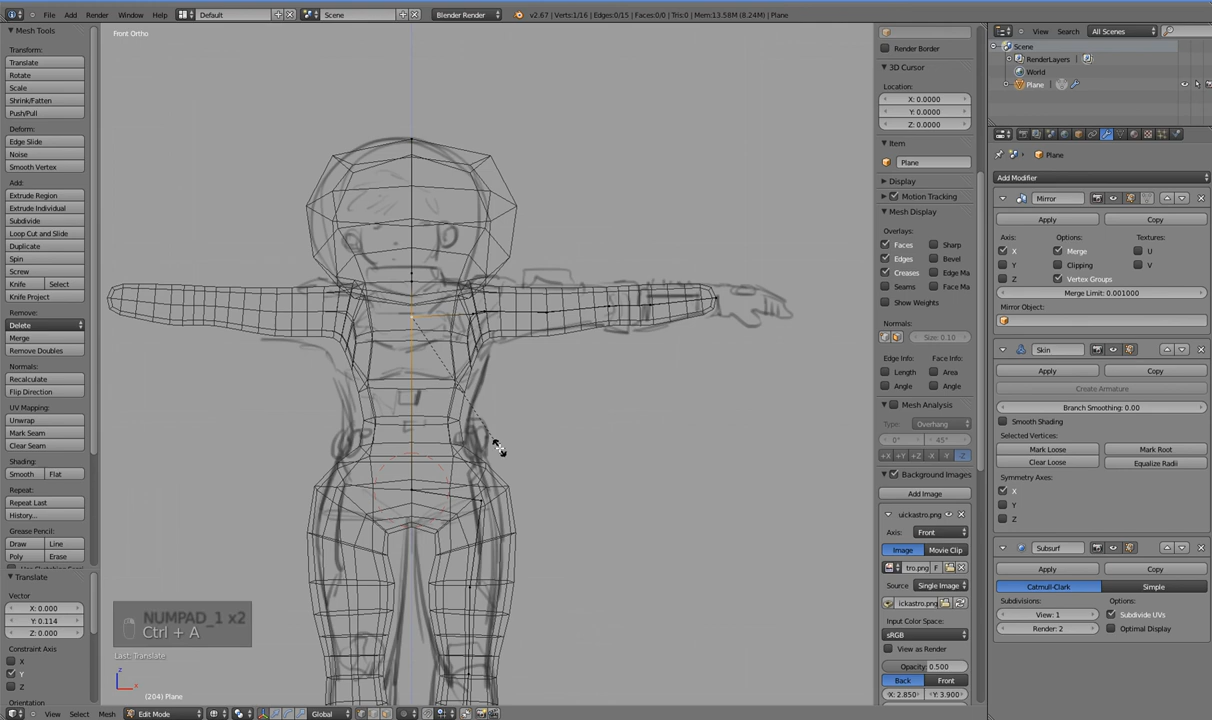 File Add Render Window Help Default Scene Blender Render v2.67 | Verts:1/16 | Edges:0/15 | Faces:0/0 | Tris:0 | Mem:13.58M (8.24M) | Plane
Mesh Tools
Transform:
Translate
Rotate
Scale
Shrink/Fatten
Push/Pull
Deform:
Edge Slide
Noise
Smooth Vertex
Add:
Extrude Region
Extrude Individual
Subdivide
Loop Cut and Slide
Duplicate
Spin
Screw
Knife Select
Knife Project
Remove:
Delete
Merge
Remove Doubles
Normals:
Recalculate
Flip Direction
UV Mapping:
Unwrap
Mark Seam
Clear Seam
Shading:
Smooth Flat
Repeat:
Repeat Last
History...
Grease Pencil:
Draw Line
Poly Erase
Translate
Vector
X: 0.000
Y: 0.114
Z: 0.000
Constraint Axis
X
Y
Z
Orientation
Front Ortho
NUMPAD_1 x2
Ctrl + A
Last: Translate
z
x
(204) Plane
View Select Mesh Edit Mode Global
Render Border
3D Cursor
Location:
X: 0.0000
Y: 0.0000
Z: 0.0000
Item
Plane
Display
Motion Tracking
Mesh Display
Overlays:
Faces Sharp
Edges Bevel
Creases Edge Ma
Seams Face Ma
Show Weights
Normals:
Size: 0.10
Edge Info: Face Info:
Length Area
Angle Angle
Mesh Analysis
Type: Overhang
0° 45°
+X +Y +Z -X -Y -Z
Background Images
Add Image
uickastro.png
Axis: Front
Image Movie Clip
tro.png F
Source: Single Image
ickastro.png
Input Color Space:
sRGB
View as Render
Opacity: 0.500
Back Front
X: 2.850 Y: 3.900
View Search All Scenes
Scene
RenderLayers
World
Plane
Plane
Add Modifier
Mirror
Apply Copy
Axis: Options: Textures:
X Merge U
Y Clipping V
Z Vertex Groups
Merge Limit: 0.001000
Mirror Object:
Skin
Apply Copy
Create Armature
Branch Smoothing: 0.00
Smooth Shading
Selected Vertices:
Mark Loose Mark Root
Clear Loose Equalize Radii
Symmetry Axes:
X
Y
Z
Subsurf
Apply Copy
Catmull-Clark Simple
Subdivisions: Options:
View: 1 Subdivide UVs
Render: 2 Optimal Display